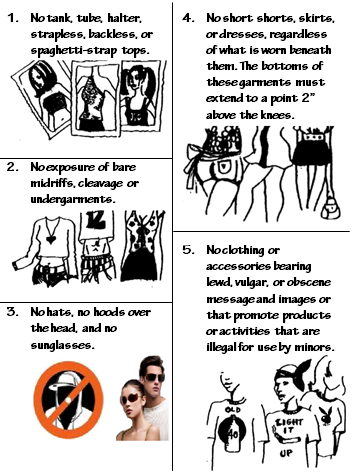 1. No tank, tube, halter,
strapless, backless, or
spaghetti-strap tops.
2. No exposure of bare
midriffs, cleavage or
undergarments.
12
3. No hats, no hoods over
the head, and no
sunglasses.
4. No short shorts, skirts,
or dresses, regardless
of what is worn beneath
them. The bottoms of
these garments must
extend to a point 2"
above the knees.
5. No clothing or
accessories bearing
lewd, vulgar, or obscene
message and images or
that promote products
or activities that are
illegal for use by minors.
OLD
40
LIGHT
IT
UP